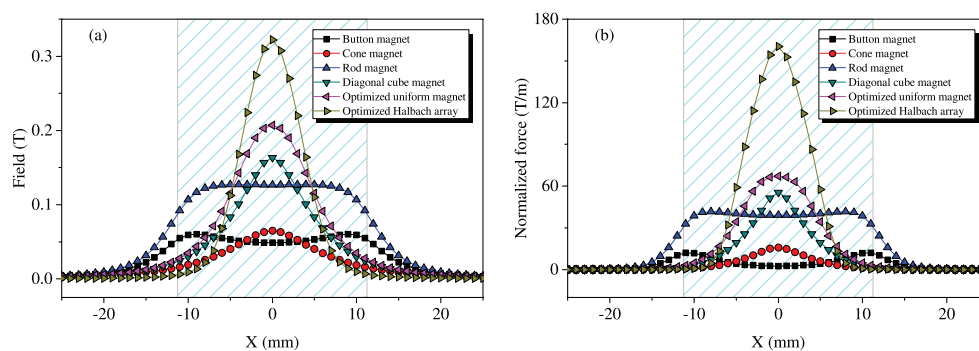 (a)
Button magnet
Cone magnet
Rod magnet
Diagonal cube magnet
Optimized uniform magnet
Optimized Halbach array
0.3
0.2
0.1
0.0
Field (T)
-20
-10
0
10
20
X (mm)
(b)
Button magnet
Cone magnet
Rod magnet
Diagonal cube magnet
Optimized uniform magnet
Optimized Halbach array
180
120
60
0
Normalized force (T/m)
-20
-10
0
10
20
X (mm)